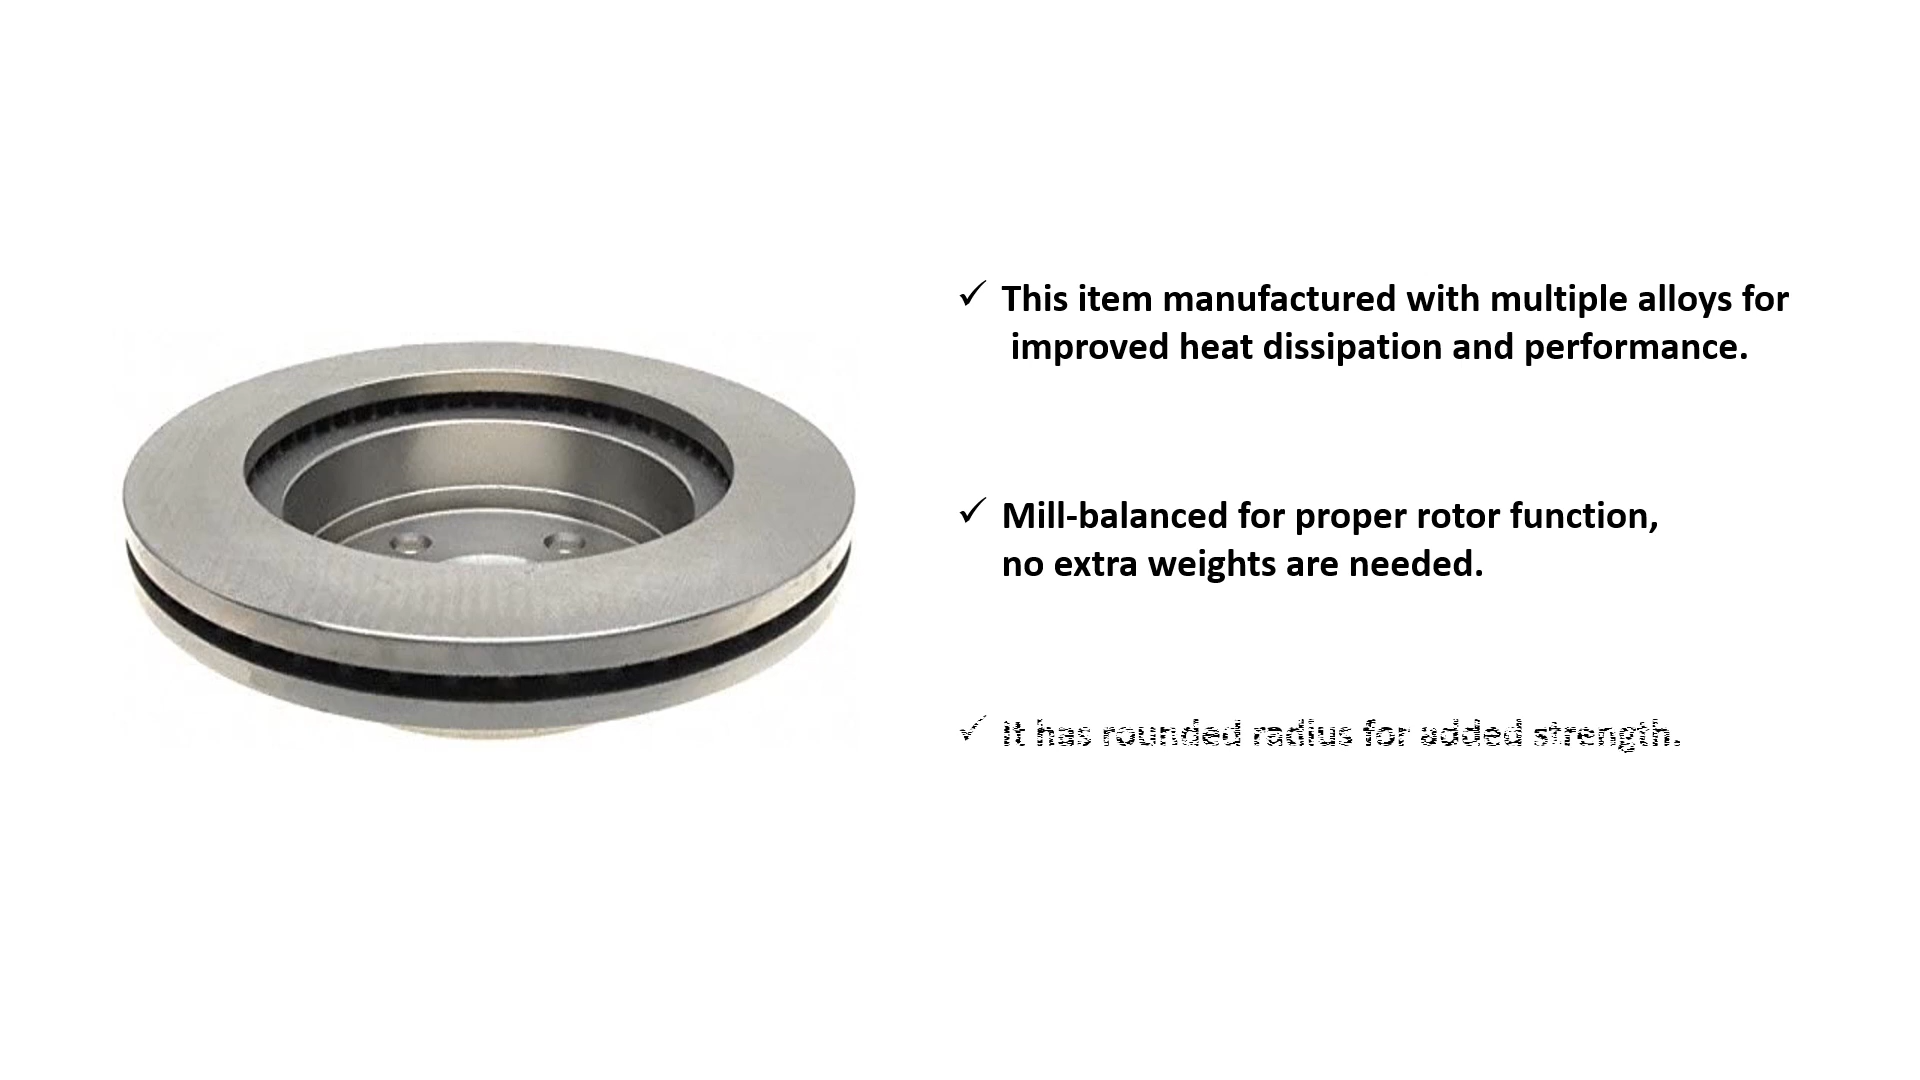 ✓ This item manufactured with multiple alloys for
improved heat dissipation and performance.
✓ Mill-balanced for proper rotor function,
no extra weights are needed.
✓ It has rounded radius for added strength.